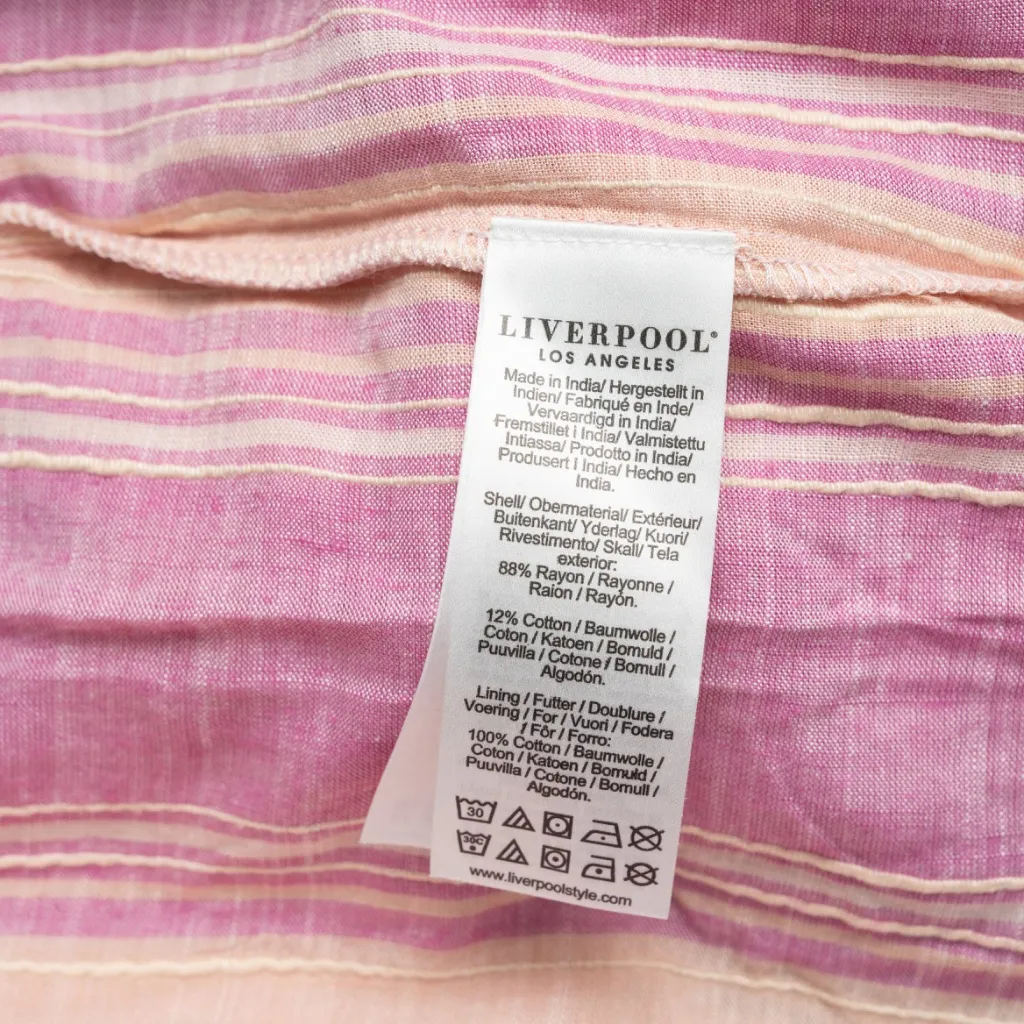 LIVERPOOL®
LOS ANGELES
Made in India/ Hergestellt in
Indien/ Fabriqué en Inde/
Vervaardigd in India/
Fremstillet i India/ Valmistettu
Intiassa/ Prodotto in India/
Produsert i India/ Hecho en
India.
Shell/ Obermaterial/ Extérieur/
Buitenkant/ Yderlag/ Kuori/
Rivestimento/ Skall/ Tela
exterior:
88% Rayon / Rayonne /
Raion / Rayón.
12% Cotton / Baumwolle /
Coton / Katoen / Bomuld /
Puuvilla / Cotone / Bomull /
Algodón.
Lining / Futter / Doublure /
Voering / For / Vuori / Fodera
/ Fôr / Forro:
100% Cotton / Baumwolle /
Coton / Katoen / Bomuld /
Puuvilla / Cotone / Bomull /
Algodón.
30
30C
www.liverpoolstyle.com